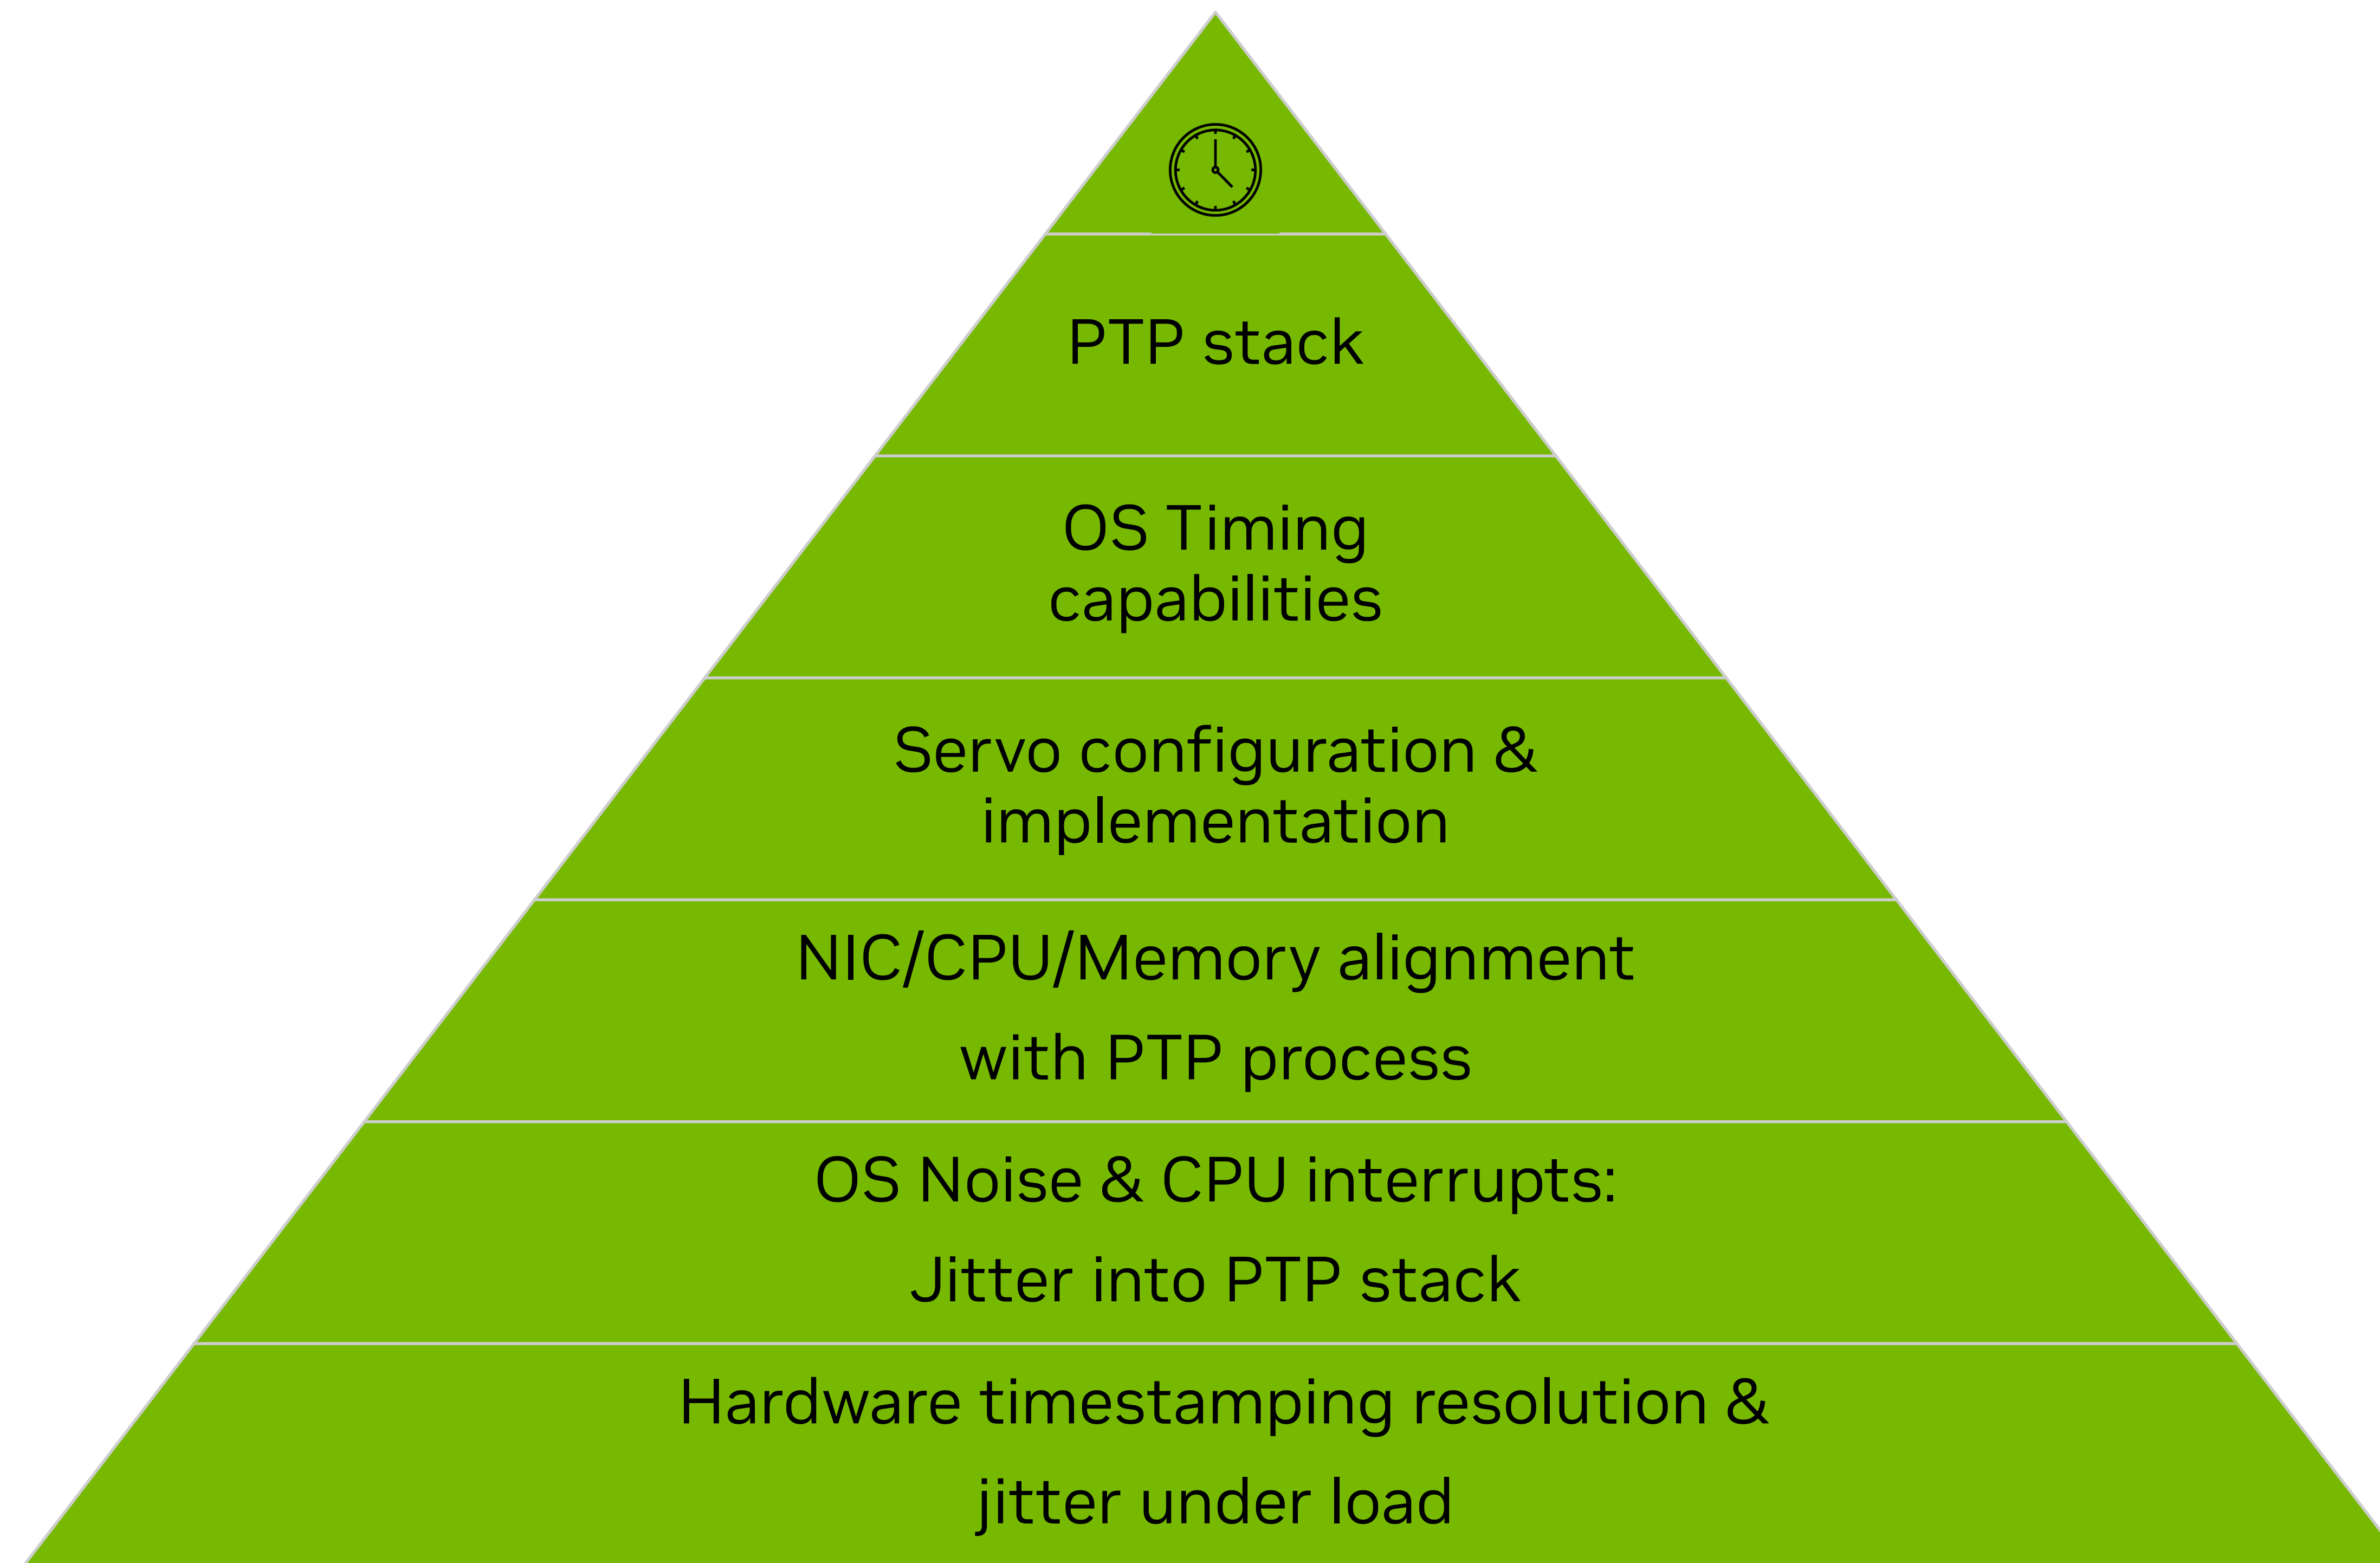 PTP stack
OS Timing
capabilities
Servo configuration &
implementation
NIC/CPU/Memory alignment
with PTP process
OS Noise & CPU interrupts:
Jitter into PTP stack
Hardware timestamping resolution &
jitter under load